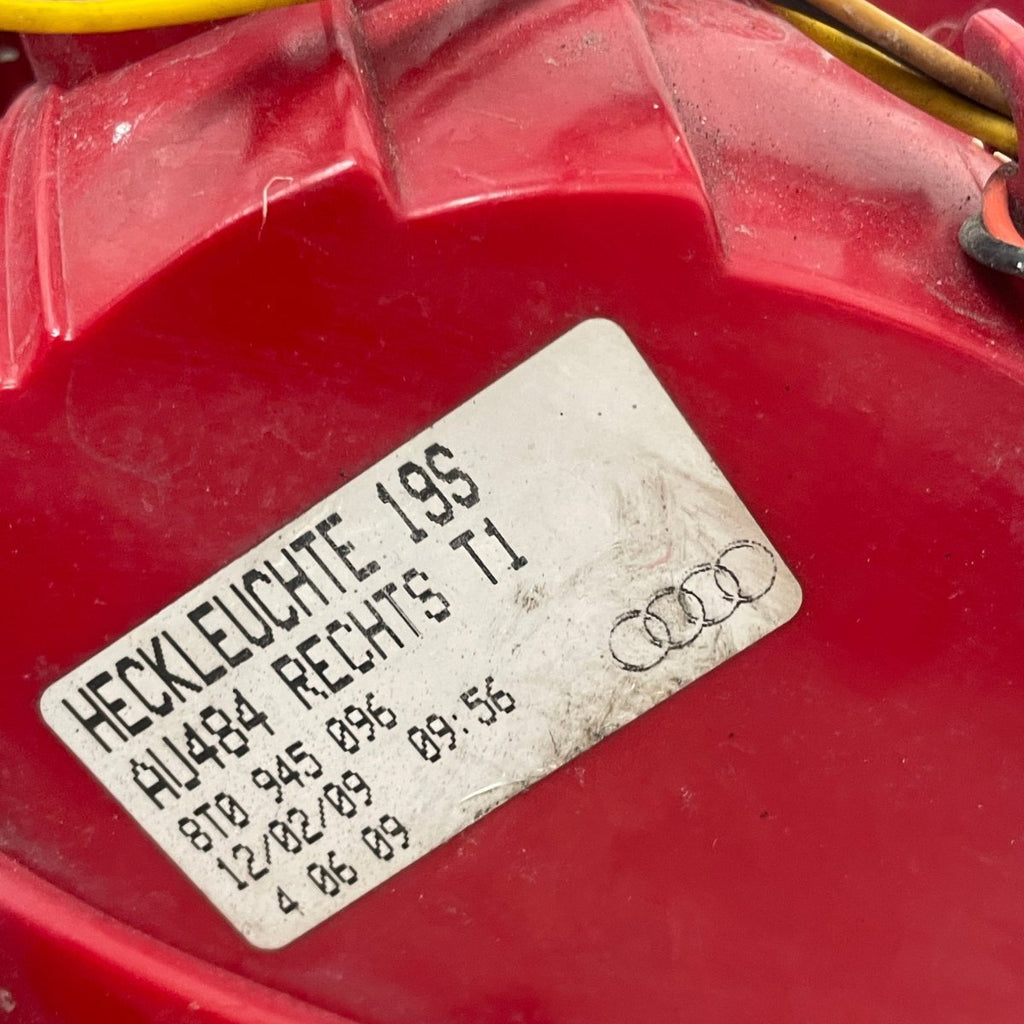 HECKLEUCHTE 19S
AU484 RECHTS T1
8T0 945 096
12/02/09 09:56
4 06 09